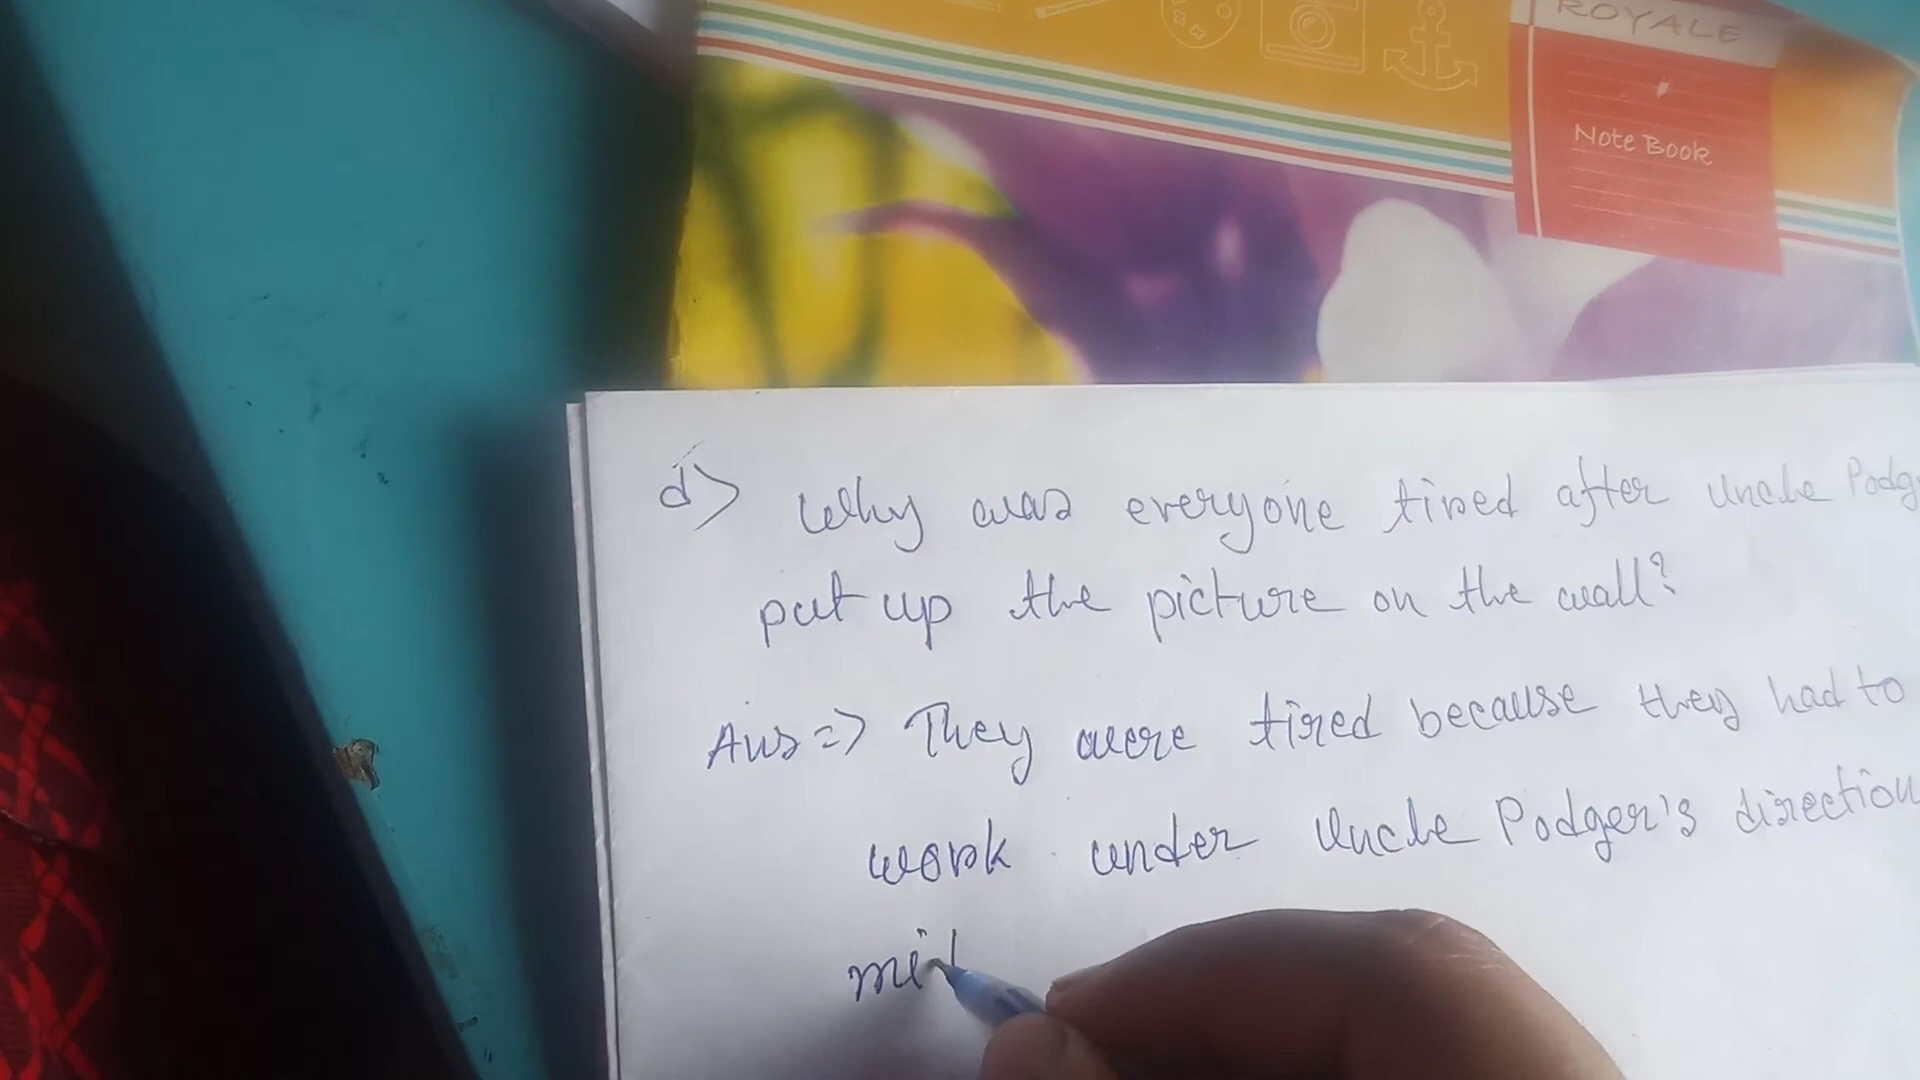 ROYALE
Note Book
d) Why was everyone tired after Uncle Podg
put up the picture on the wall?
Ans => They were tired because they had to
work under Uncle Podger's direction
mid